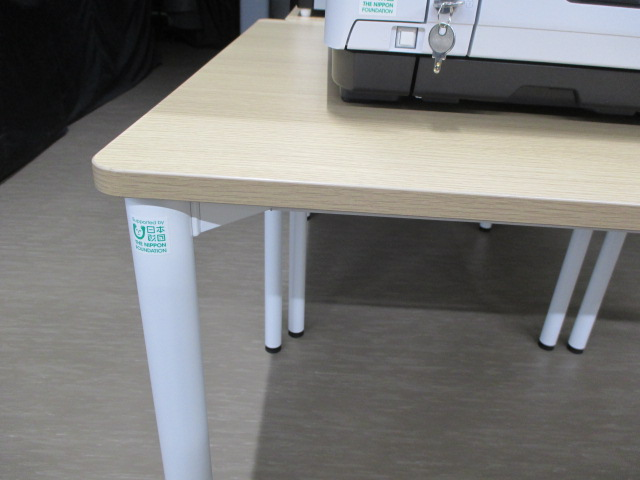 THE NIPPON
FOUNDATION
Supported by
日本
財団
THE NIPPON
FOUNDATION